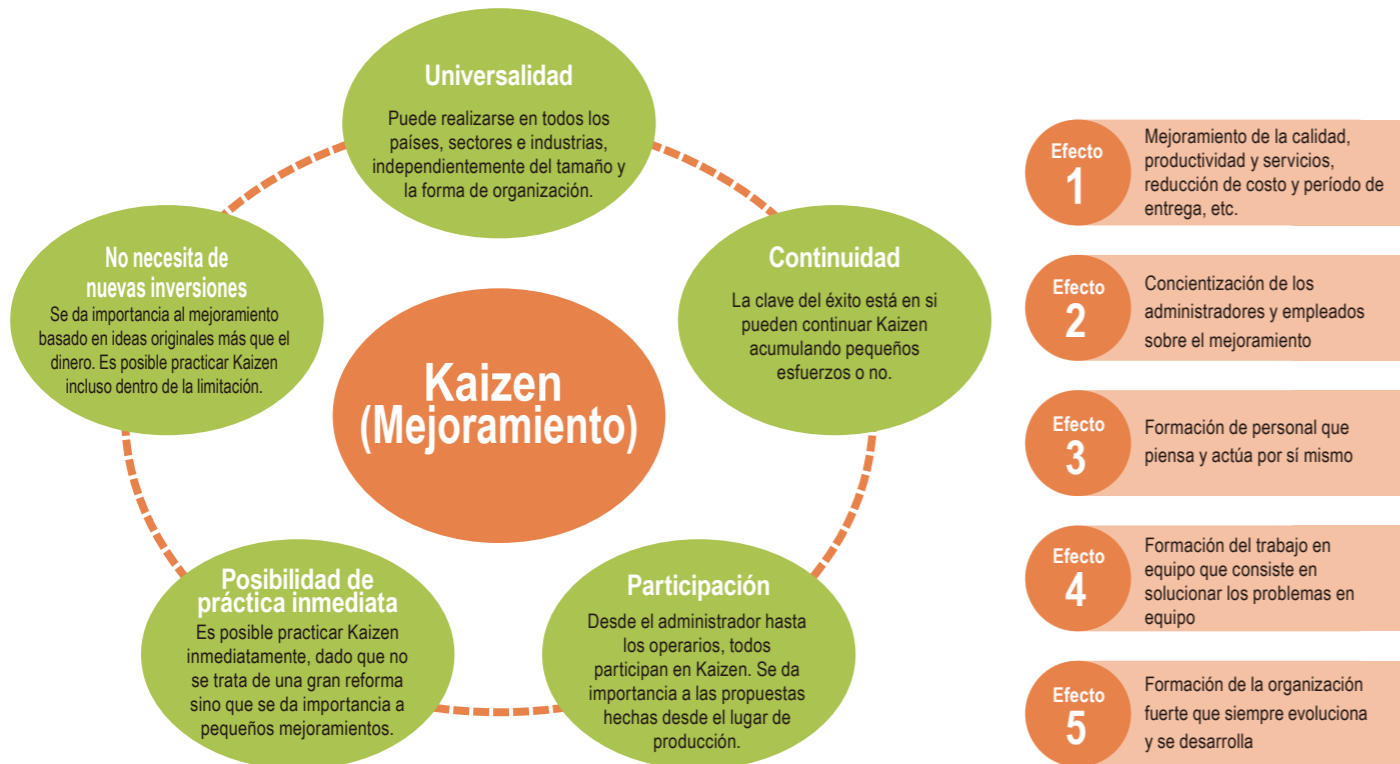 Universalidad
Puede realizarse en todos los
países, sectores e industrias,
independientemente del tamaño y
la forma de organización.
No necesita de
nuevas inversiones
Se da importancia al mejoramiento
basado en ideas originales más que el
dinero. Es posible practicar Kaizen
incluso dentro de la limitación.
Continuidad
La clave del éxito está en si
pueden continuar Kaizen
acumulando pequeños
esfuerzos o no.
Kaizen
(Mejoramiento)
Posibilidad de
práctica inmediata
Es posible practicar Kaizen
inmediatamente, dado que no
se trata de una gran reforma
sino que se da importancia a
pequeños mejoramientos.
Participación
Desde el administrador hasta
los operarios, todos
participan en Kaizen. Se da
importancia a las propuestas
hechas desde el lugar de
producción.
Efecto
1
Mejoramiento de la calidad,
productividad y servicios,
reducción de costo y período de
entrega, etc.
Efecto
2
Concientización de los
administradores y empleados
sobre el mejoramiento
Efecto
3
Formación de personal que
piensa y actúa por sí mismo
Efecto
4
Formación del trabajo en
equipo que consiste en
solucionar los problemas en
equipo
Efecto
5
Formación de la organización
fuerte que siempre evoluciona
y se desarrolla